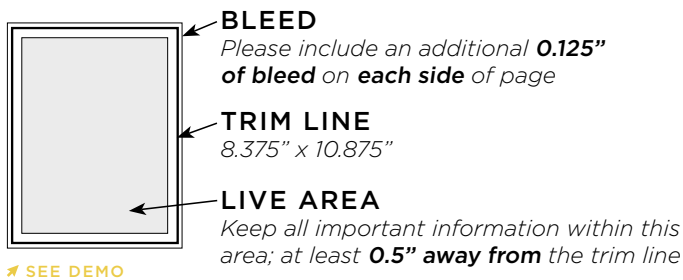 BLEED
Please include an additional 0.125”
of bleed on each side of page
TRIM LINE
8.375” x 10.875”
LIVE AREA
Keep all important information within this
area; at least 0.5” away from the trim line
SEE DEMO